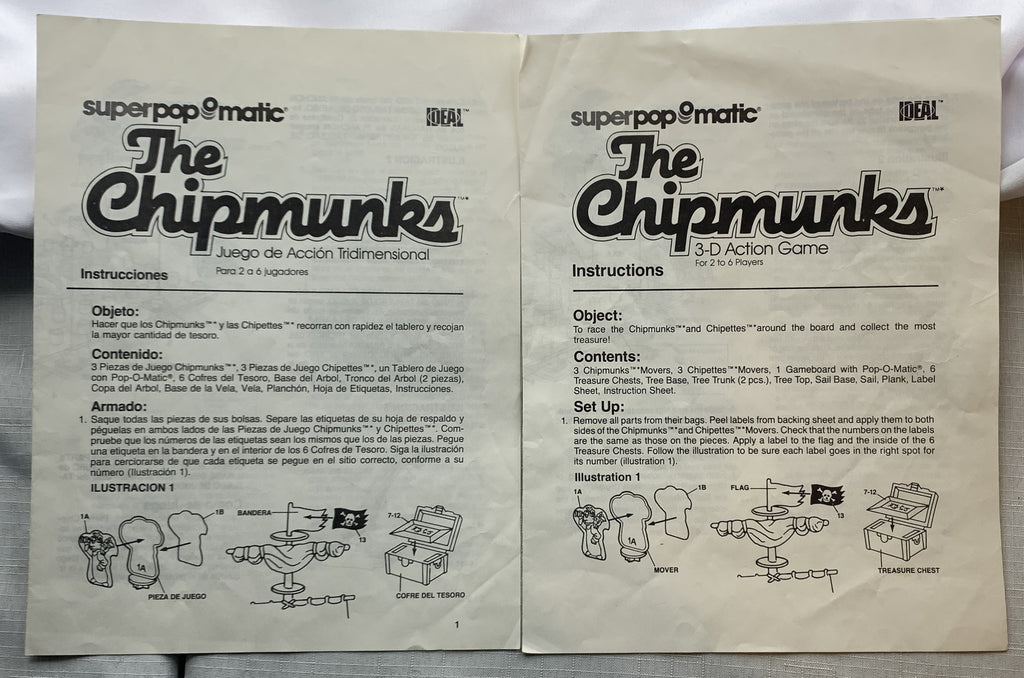 superpopomatic®
IDEAL™
The
Chipmunks™*
Juego de Acción Tridimensional
Instrucciones
Para 2 a 6 jugadores
Objeto:
Hacer que los Chipmunks™* y las Chipettes™* recorran con rapidez el tablero y recojan
la mayor cantidad de tesoro.
Contenido:
3 Piezas de Juego Chipmunks™*, 3 Piezas de Juego Chipettes™*, un Tablero de Juego
con Pop-O-Matic®, 6 Cofres del Tesoro, Base del Arbol, Tronco del Arbol (2 piezas),
Copa del Arbol, Base de la Vela, Vela, Planchón, Hoja de Etiquetas, Instrucciones.
Armado:
1. Saque todas las piezas de sus bolsas. Separe las etiquetas de su hoja de respaldo y
péguelas en ambos lados de las Piezas de Juego Chipmunks™* y Chipettes™*. Com-
pruebe que los números de las etiquetas sean los mismos que los de las piezas. Pegue
una etiqueta en la bandera y en el interior de los 6 Cofres de Tesoro. Siga la ilustración
para cerciorarse de que cada etiqueta se pegue en el sitio correcto, conforme a su
número (Ilustración 1).
ILUSTRACION 1
1A
1B
BANDERA
7-12
13
1A
PIEZA DE JUEGO
COFRE DEL TESORO
1
superpopomatic®
IDEAL™
The
Chipmunks™*
3-D Action Game
Instructions
For 2 to 6 Players
Object:
To race the Chipmunks™*and Chipettes™*around the board and collect the most
treasure!
Contents:
3 Chipmunks™*Movers, 3 Chipettes™*Movers, 1 Gameboard with Pop-O-Matic®, 6
Treasure Chests, Tree Base, Tree Trunk (2 pcs.), Tree Top, Sail Base, Sail, Plank, Label
Sheet, Instruction Sheet.
Set Up:
1. Remove all parts from their bags. Peel labels from backing sheet and apply them to both
sides of the Chipmunks™*and Chipettes™*Movers. Check that the numbers on the labels
are the same as those on the pieces. Apply a label to the flag and the inside of the 6
Treasure Chests. Follow the illustration to be sure each label goes in the right spot for
its number (illustration 1).
Illustration 1
1A
1B
FLAG
7-12
13
1A
MOVER
TREASURE CHEST